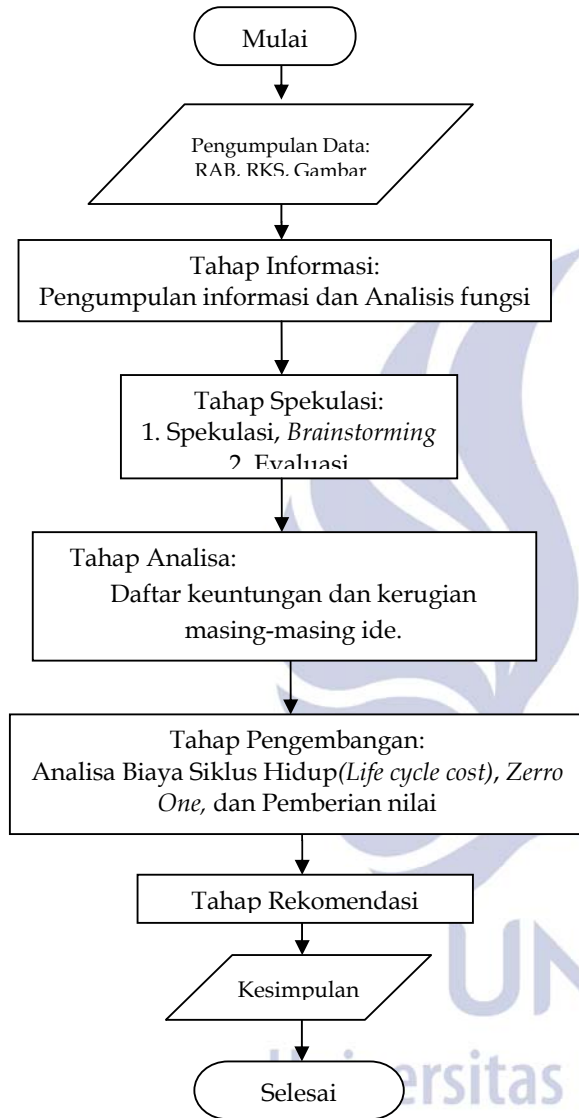 Mulai
Pengumpulan Data:
RAB, RKS, Gambar
Tahap Informasi:
Pengumpulan informasi dan Analisis fungsi
Tahap Spekulasi:
1. Spekulasi, Brainstorming
2. Evaluasi
Tahap Analisa:
Daftar keuntungan dan kerugian
masing-masing ide.
Tahap Pengembangan:
Analisa Biaya Siklus Hidup(Life cycle cost), Zerro
One, dan Pemberian nilai
Tahap Rekomendasi
Kesimpulan
UN
Universitas
Selesai